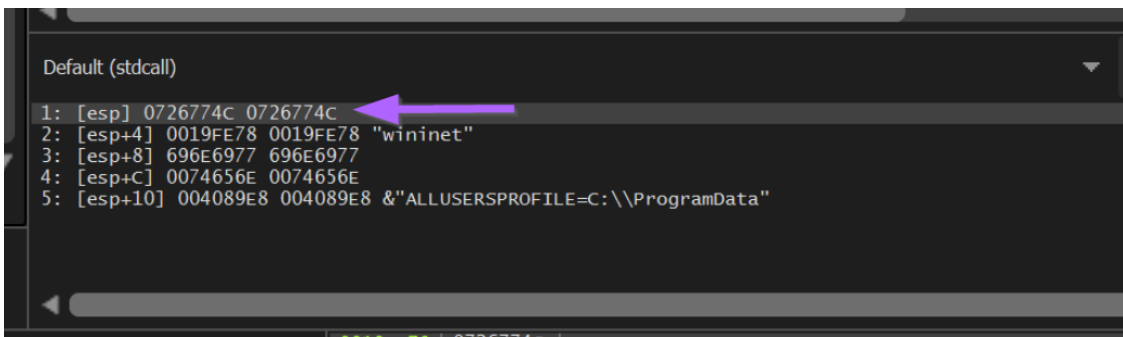 Default (stdcall)
1: [esp] 0726774C 0726774C
2: [esp+4] 0019FE78 0019FE78 "wininet"
3: [esp+8] 696E6977 696E6977
4: [esp+C] 0074656E 0074656E
5: [esp+10] 004089E8 004089E8 &"ALLUSERSPROFILE=C:\\ProgramData"